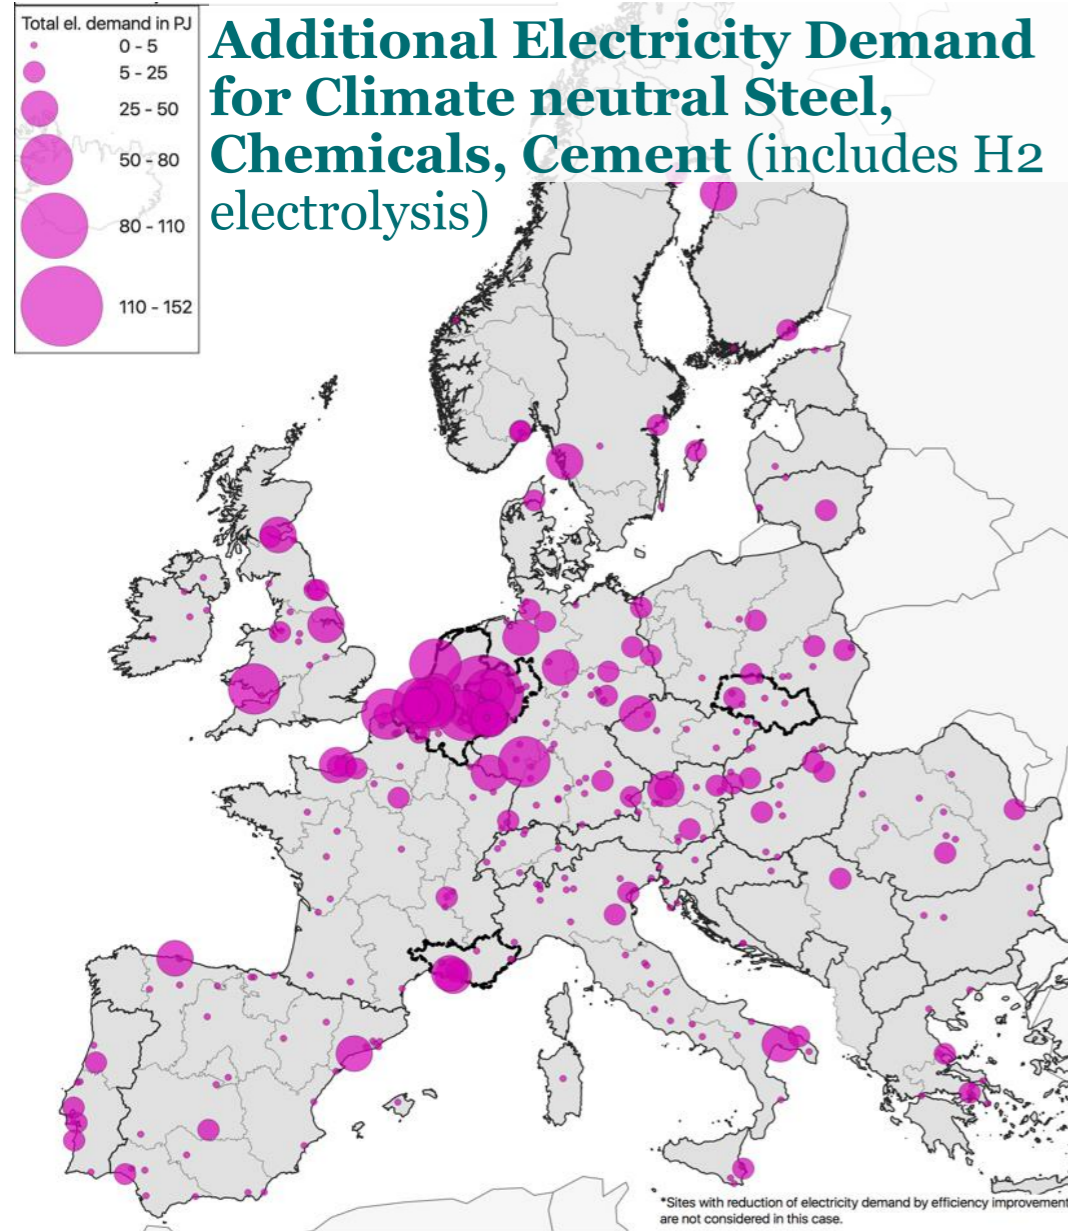 Total el. demand in PJ
0 - 5
5 - 25
25 - 50
50 - 80
80 - 110
110 - 152
Additional Electricity Demand
for Climate neutral Steel,
Chemicals, Cement (includes H2
electrolysis)
*Sites with reduction of electricity demand by efficiency improvement
are not considered in this case.